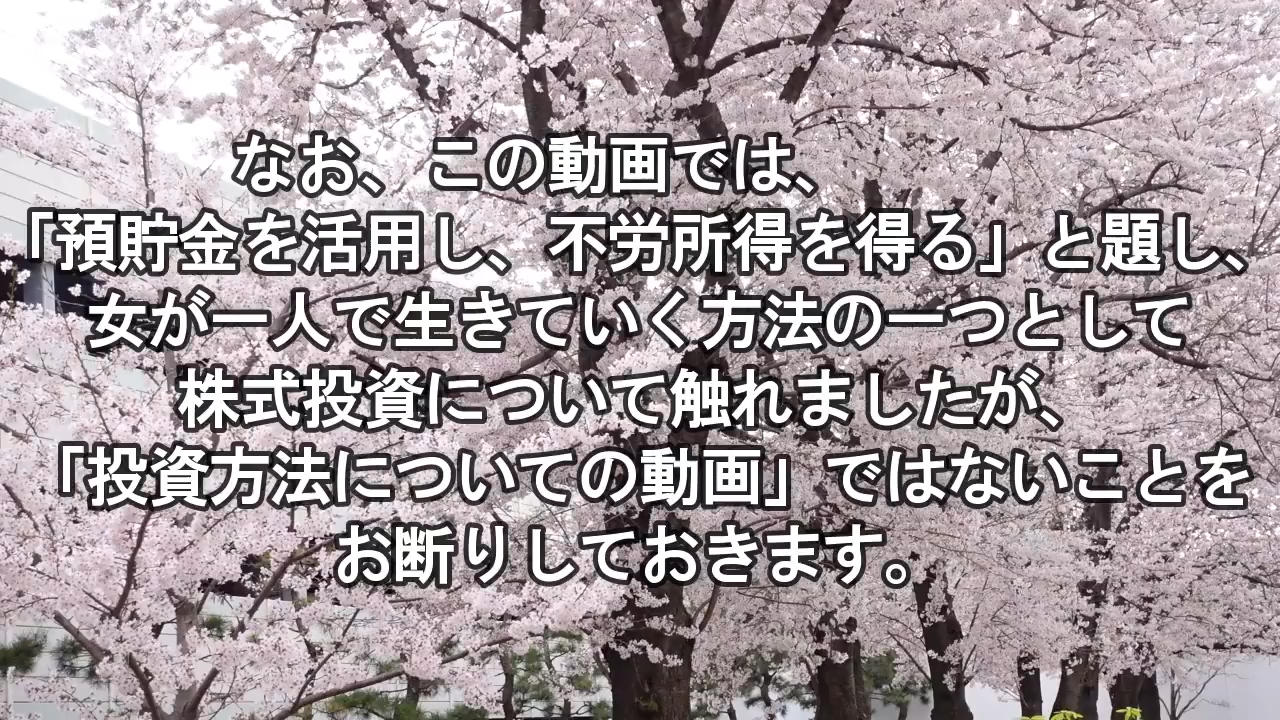 なお、この動画では、
「預貯金を活用し、不労所得を得る」と題し、
女が一人で生きていく方法の一つとして
株式投資について触れましたが、
「投資方法についての動画」ではないことを
お断りしておきます。